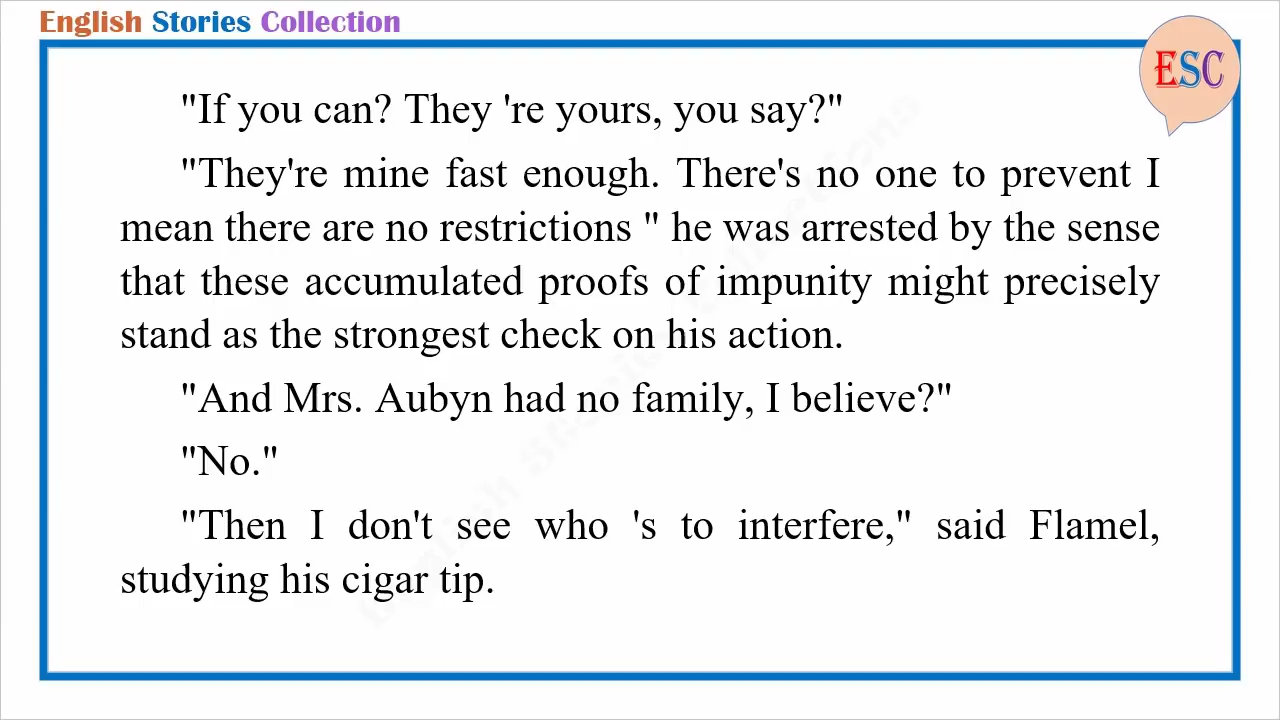 English Stories Collection
ESC
"If you can? They 're yours, you say?"
"They're mine fast enough. There's no one to prevent I
mean there are no restrictions " he was arrested by the sense
that these accumulated proofs of impunity might precisely
stand as the strongest check on his action.
"And Mrs. Aubyn had no family, I believe?"
"No."
"Then I don't see who 's to interfere," said Flamel,
studying his cigar tip.